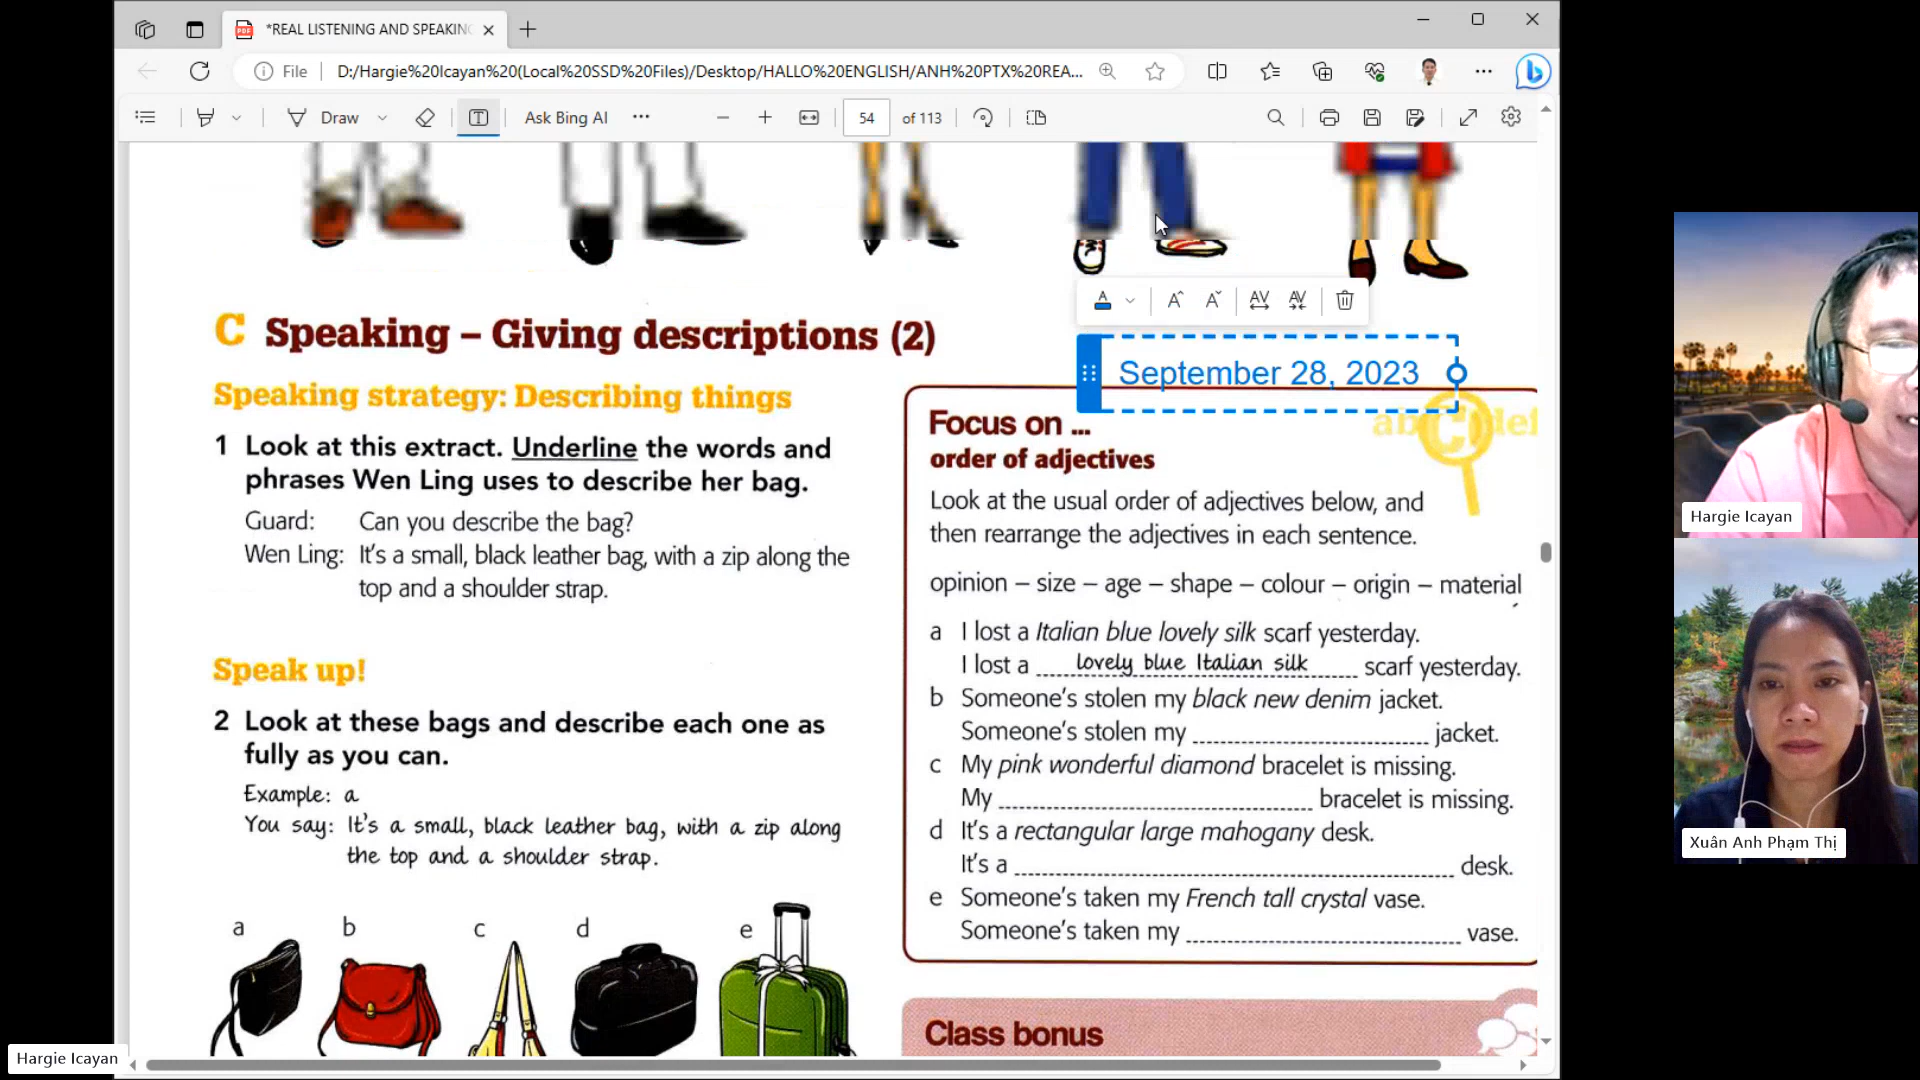 *REAL LISTENING AND SPEAKING
File
D:/Hargie%20Icayan%20(Local%20SSD%20Files)/Desktop/HALLO%20ENGLISH/ANH%20PTX%20REA...
Draw
Ask Bing AI
54 of 113
C Speaking – Giving descriptions (2)
September 28, 2023
Speaking strategy: Describing things
1 Look at this extract. Underline the words and
phrases Wen Ling uses to describe her bag.
Guard: Can you describe the bag?
Wen Ling: It's a small, black leather bag, with a zip along the
top and a shoulder strap.
Speak up!
2 Look at these bags and describe each one as
fully as you can.
Example: a
You say: It's a small, black leather bag, with a zip along
the top and a shoulder strap.
a b c d e
Focus on ...
order of adjectives
Look at the usual order of adjectives below, and
then rearrange the adjectives in each sentence.
opinion – size – age – shape – colour – origin – material
a I lost a Italian blue lovely silk scarf yesterday.
I lost a lovely blue Italian silk scarf yesterday.
b Someone's stolen my black new denim jacket.
Someone's stolen my jacket.
c My pink wonderful diamond bracelet is missing.
My bracelet is missing.
d It's a rectangular large mahogany desk.
It's a desk.
e Someone's taken my French tall crystal vase.
Someone's taken my vase.
Class bonus
Hargie Icayan
Xuân Anh Phạm Thị
Hargie Icayan